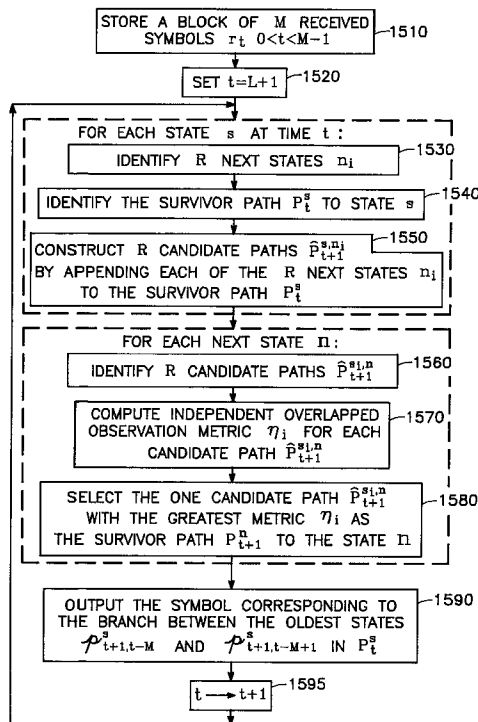 STORE A BLOCK OF M RECEIVED
SYMBOLS r_t 0<t<M-1
1510
SET t=L+1
1520
FOR EACH STATE s AT TIME t:
IDENTIFY R NEXT STATES n_i
1530
IDENTIFY THE SURVIVOR PATH P_t^s TO STATE s
1540
CONSTRUCT R CANDIDATE PATHS P̂_{t+1}^{s,n_i}
BY APPENDING EACH OF THE R NEXT STATES n_i
TO THE SURVIVOR PATH P_t^s
1550
FOR EACH NEXT STATE n:
IDENTIFY R CANDIDATE PATHS P̂_{t+1}^{s_i,n}
1560
COMPUTE INDEPENDENT OVERLAPPED
OBSERVATION METRIC η_i FOR EACH
CANDIDATE PATH P̂_{t+1}^{s_i,n}
1570
SELECT THE ONE CANDIDATE PATH P̂_{t+1}^{s_i,n}
WITH THE GREATEST METRIC η_i AS
THE SURVIVOR PATH P_{t+1}^n TO THE STATE n
1580
OUTPUT THE SYMBOL CORRESPONDING TO
THE BRANCH BETWEEN THE OLDEST STATES
p_{t+1,t-M}^s AND p_{t+1,t-M+1}^s IN P_t^s
1590
t → t+1
1595